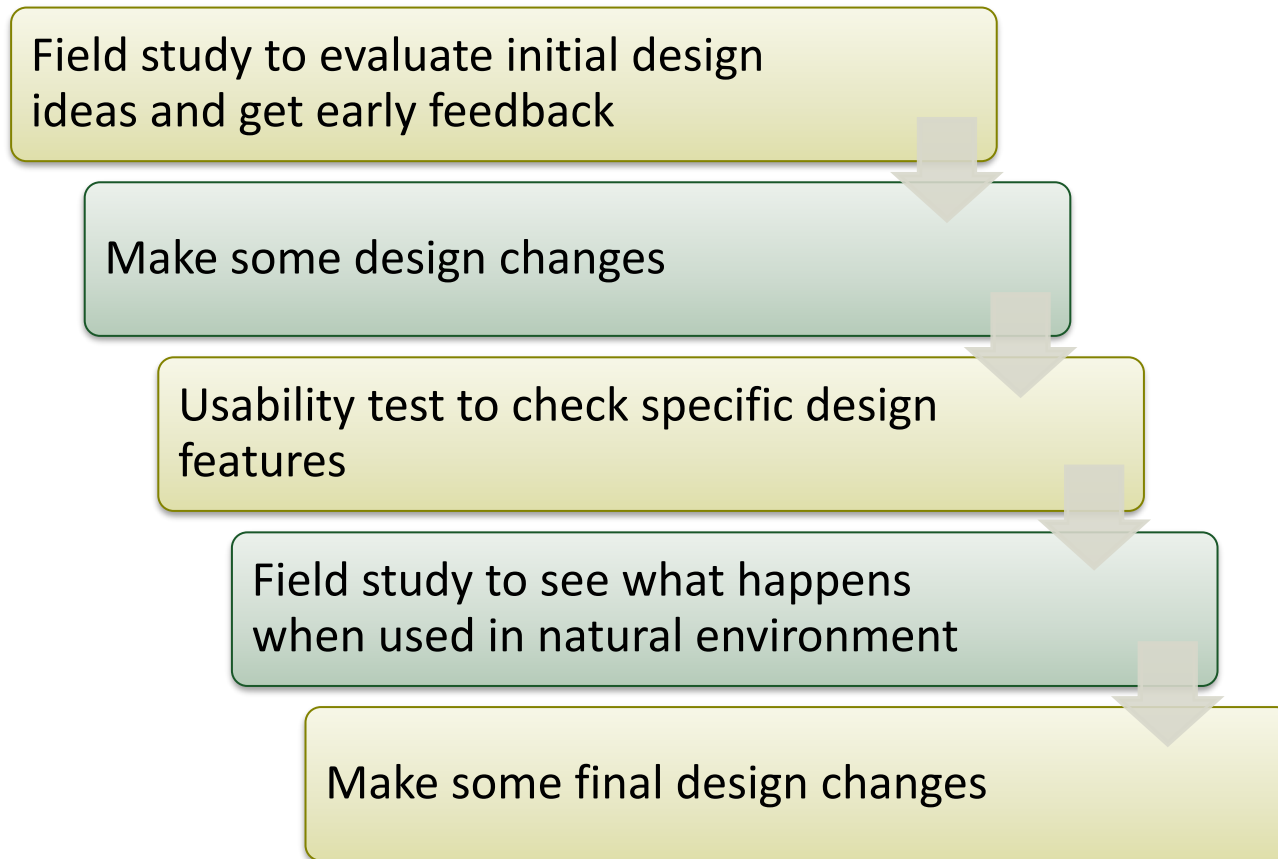 Field study to evaluate initial design
ideas and get early feedback
Make some design changes
Usability test to check specific design
features
Field study to see what happens
when used in natural environment
Make some final design changes